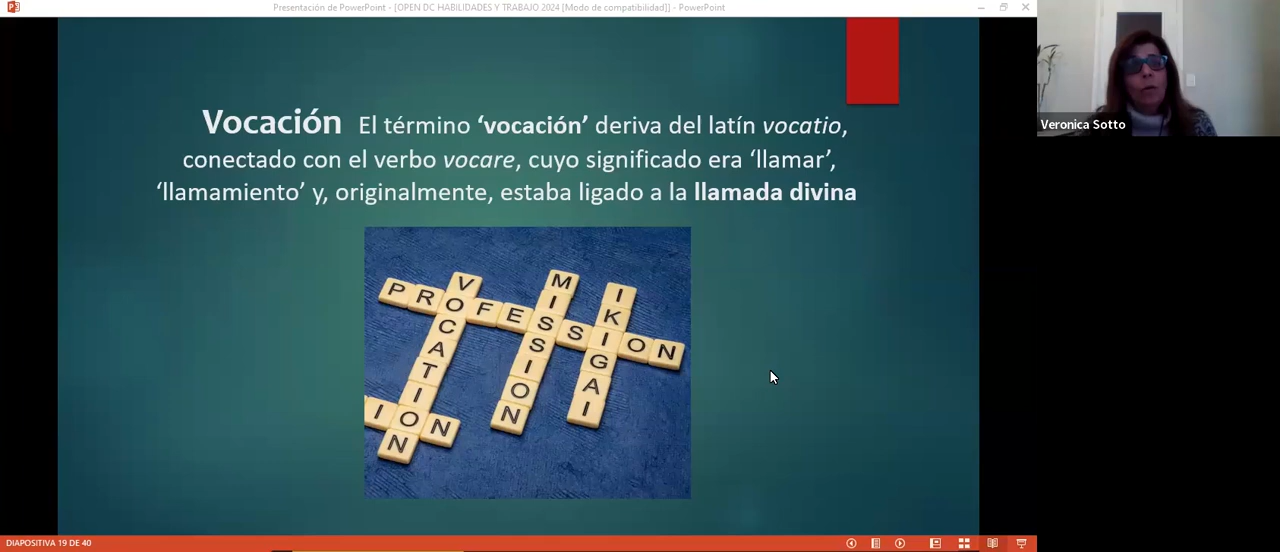 Presentación de PowerPoint - [OPEN DC HABILIDADES Y TRABAJO 2024 [Modo de compatibilidad]] - PowerPoint
Vocación El término ‘vocación’ deriva del latín vocatio,
conectado con el verbo vocare, cuyo significado era ‘llamar’,
‘llamamiento’ y, originalmente, estaba ligado a la llamada divina
PROFESSION
VOCATION
MISSION
IKIGAI
ION
Veronica Sotto
DIAPOSITIVA 19 DE 40